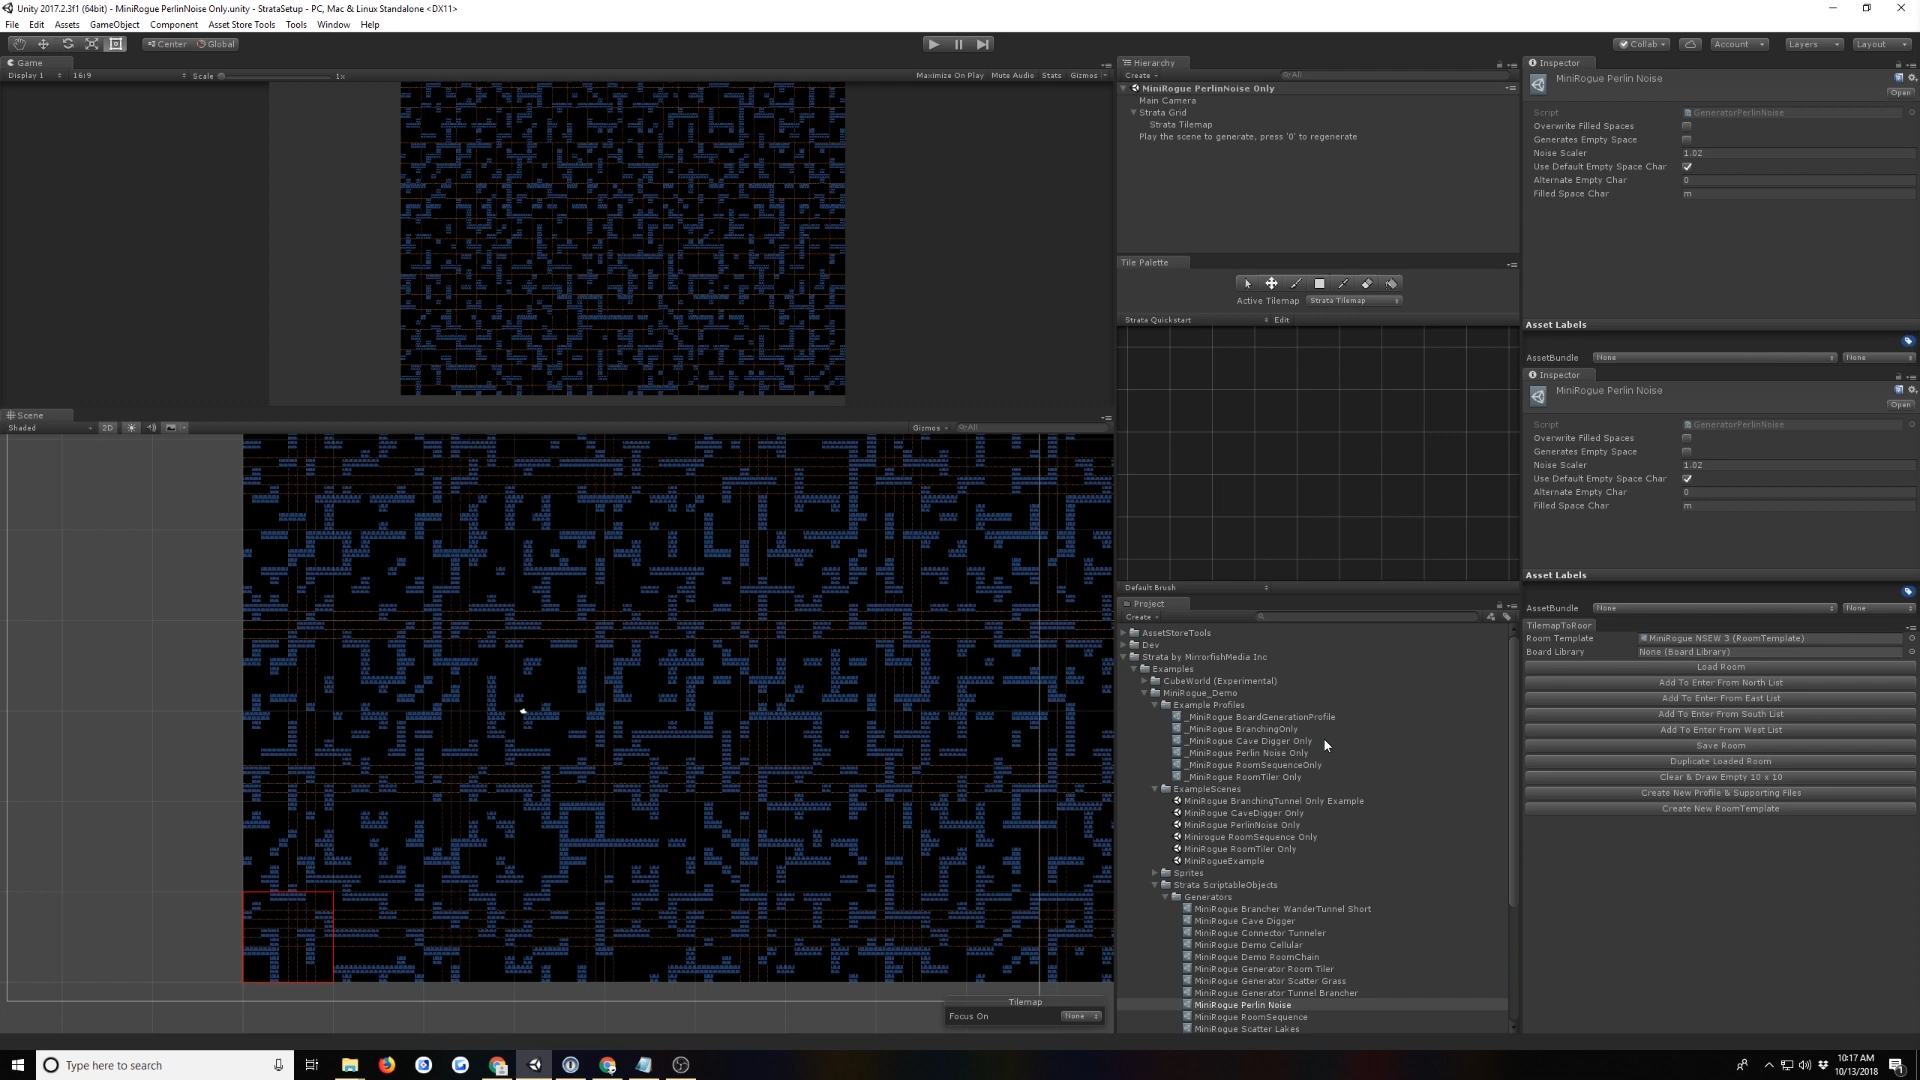 Unity 2017.2.3f1 (64bit) - MiniRogue PerlinNoise Only.unity - StrataSetup - PC, Mac & Linux Standalone <DX11>
File Edit Assets GameObject Component Asset Store Tools Tools Window Help
Center Global
Collab Account Layers Layout
Game
Display 1 16:9 Scale 1x
Maximize On Play Mute Audio Stats Gizmos
Scene
Shaded 2D
Gizmos All
Tilemap
Focus On None
Hierarchy
Create All
MiniRogue PerlinNoise Only
Main Camera
Strata Grid
Strata Tilemap
Play the scene to generate, press '0' to regenerate
Tile Palette
Active Tilemap Strata Tilemap
Strata Quickstart Edit
Default Brush
Project
Create
AssetStoreTools
Dev
Strata by MirrorfishMedia Inc
Examples
CubeWorld (Experimental)
MiniRogue_Demo
Example Profiles
_MiniRogue BoardGenerationProfile
_MiniRogue BranchingOnly
_MiniRogue Cave Digger Only
_MiniRogue Perlin Noise Only
_MiniRogue RoomSequenceOnly
_MiniRogue RoomTiler Only
ExampleScenes
MiniRogue BranchingTunnel Only Example
MiniRogue CaveDigger Only
MiniRogue PerlinNoise Only
Minirogue RoomSequence Only
MiniRogue RoomTiler Only
MiniRogueExample
Sprites
Strata ScriptableObjects
Generators
MiniRogue Brancher WanderTunnel Short
MiniRogue Cave Digger
MiniRogue Connector Tunneler
MiniRogue Demo Cellular
MiniRogue Demo RoomChain
MiniRogue Generator Room Tiler
MiniRogue Generator Scatter Grass
MiniRogue Generator Tunnel Brancher
MiniRogue Perlin Noise
MiniRogue RoomSequence
MiniRogue Scatter Lakes
Inspector
MiniRogue Perlin Noise
Open
Script GeneratorPerlinNoise
Overwrite Filled Spaces
Generates Empty Space
Noise Scaler 1.02
Use Default Empty Space Char
Alternate Empty Char 0
Filled Space Char m
Asset Labels
AssetBundle None None
Inspector
MiniRogue Perlin Noise
Open
Script GeneratorPerlinNoise
Overwrite Filled Spaces
Generates Empty Space
Noise Scaler 1.02
Use Default Empty Space Char
Alternate Empty Char 0
Filled Space Char m
Asset Labels
AssetBundle None None
TilemapToRoor
Room Template MiniRogue NSEW 3 (RoomTemplate)
Board Library None (Board Library)
Load Room
Add To Enter From North List
Add To Enter From East List
Add To Enter From South List
Add To Enter From West List
Save Room
Duplicate Loaded Room
Clear & Draw Empty 10 x 10
Create New Profile & Supporting Files
Create New RoomTemplate
Type here to search
10:17 AM
10/13/2018